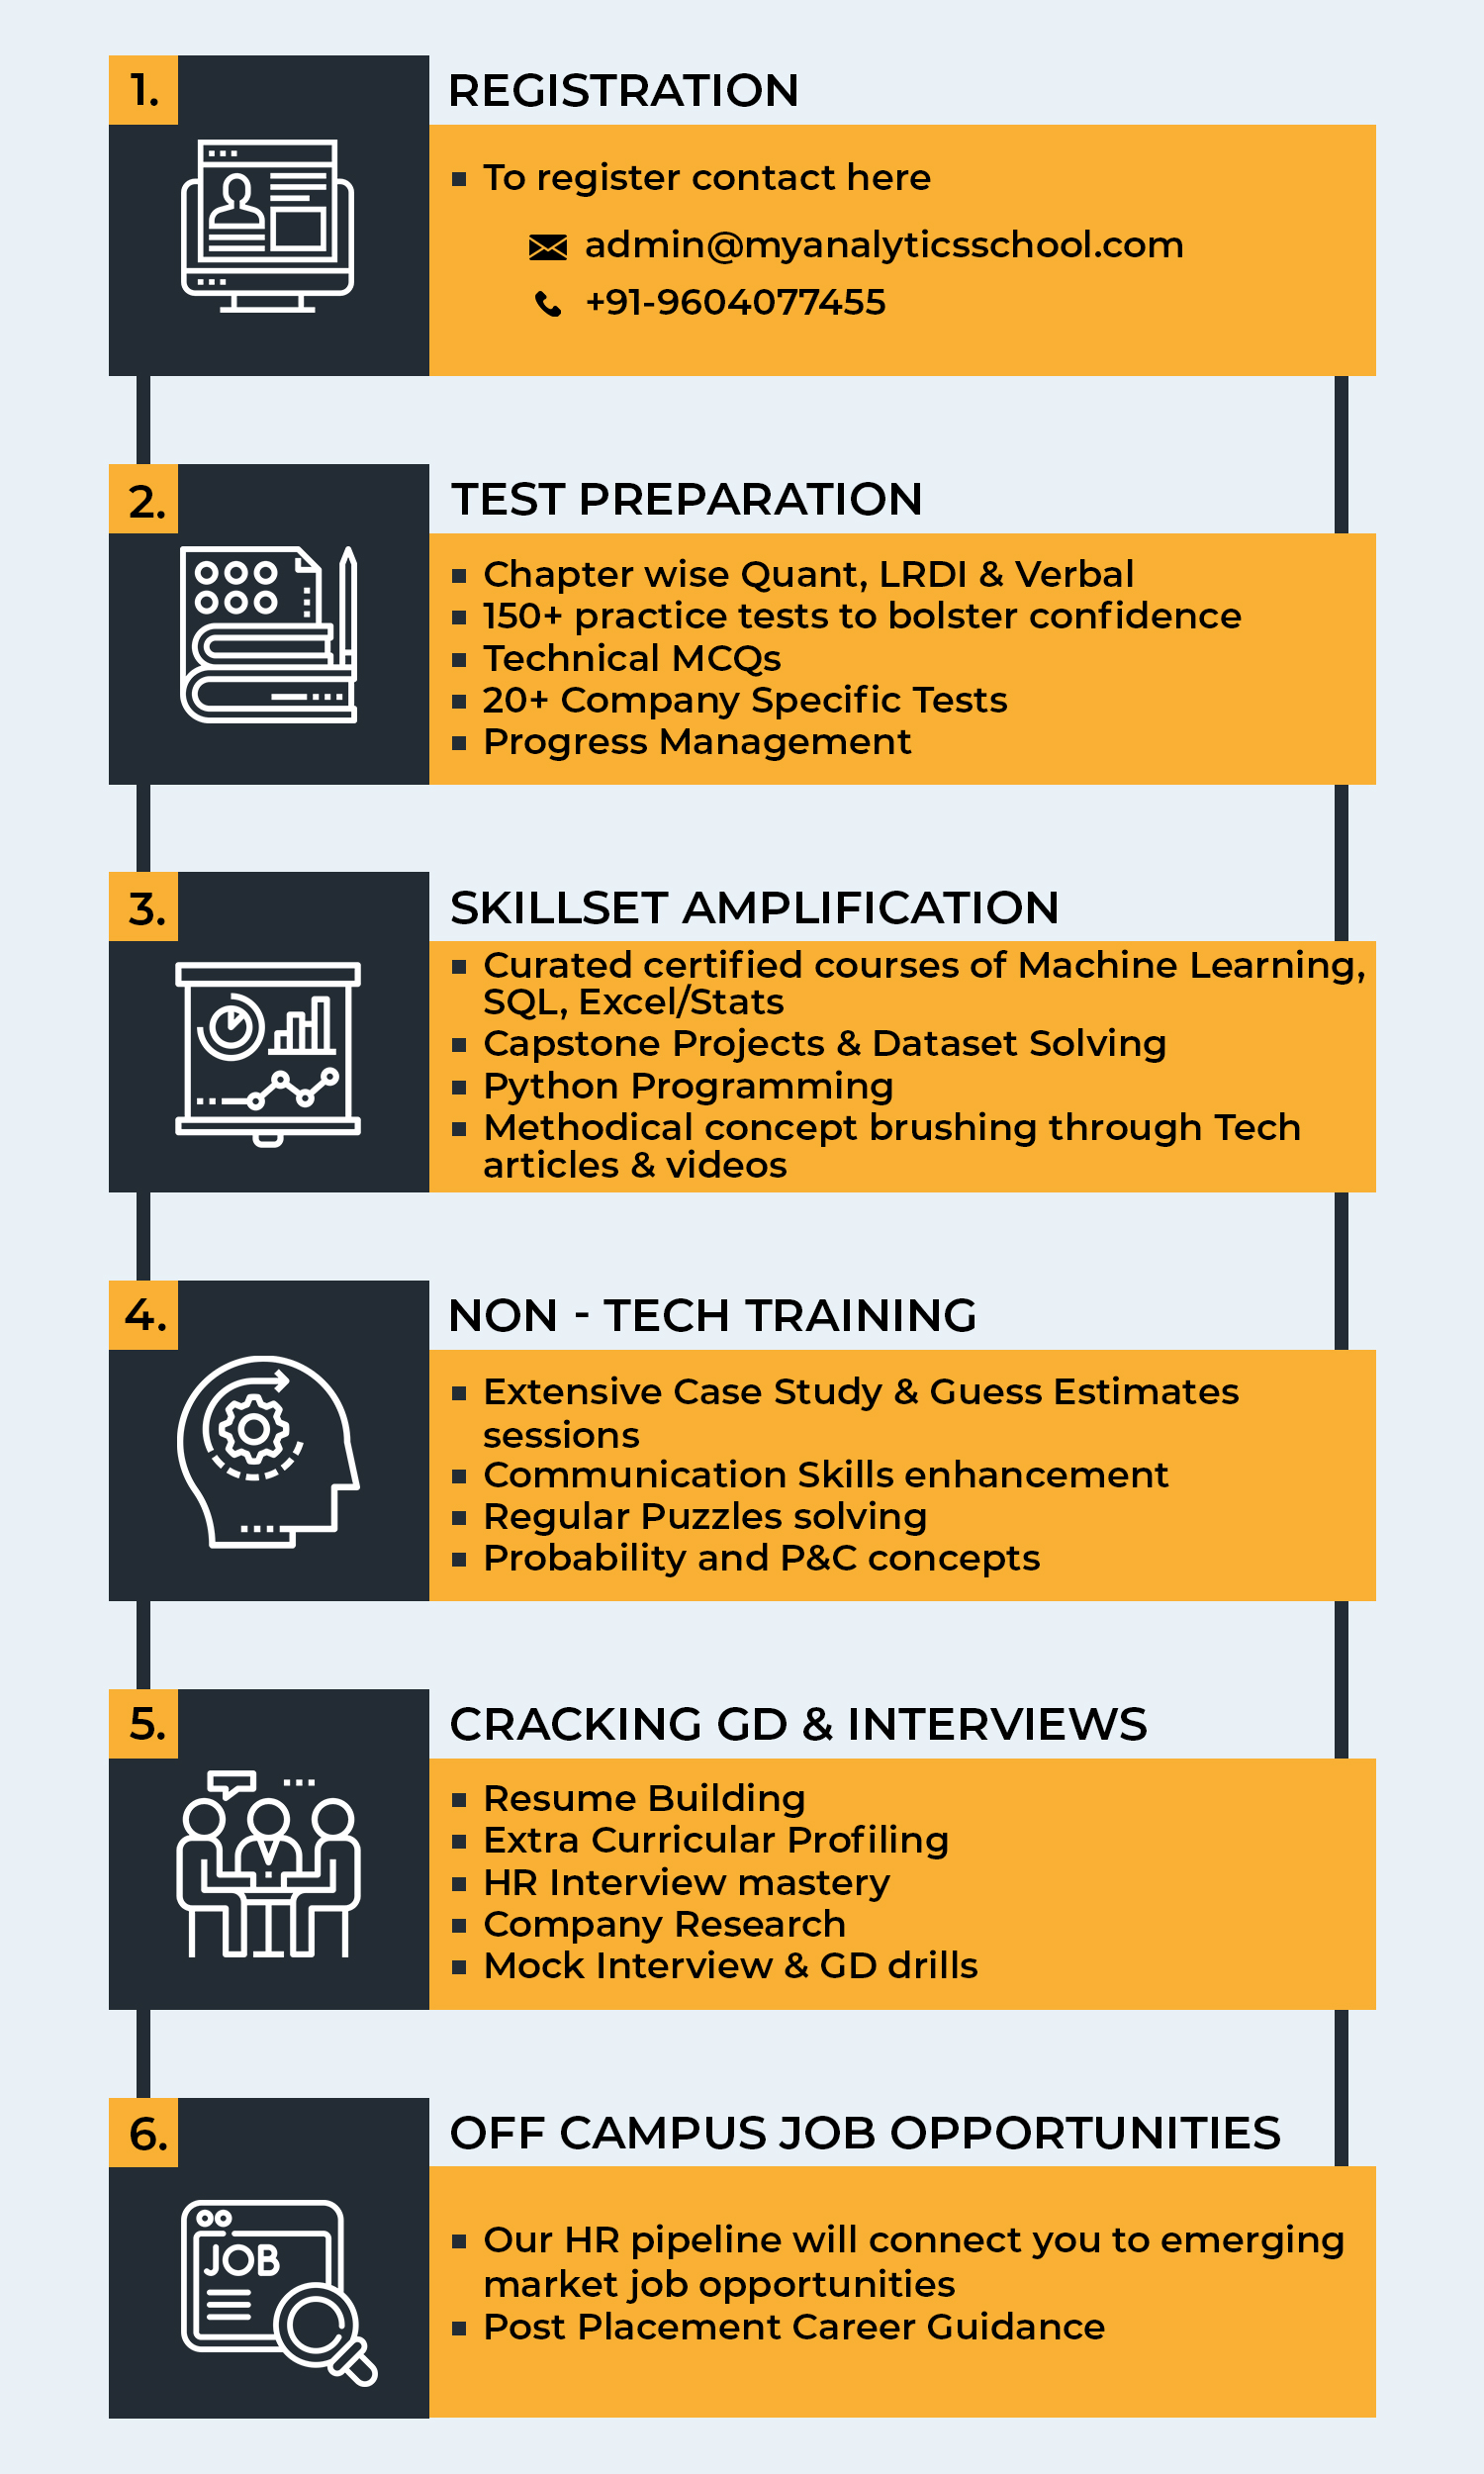 1.
REGISTRATION
To register contact here
admin@myanalyticsschool.com
+91-9604077455
2.
TEST PREPARATION
Chapter wise Quant, LRDI & Verbal
150+ practice tests to bolster confidence
Technical MCQs
20+ Company Specific Tests
Progress Management
3.
SKILLSET AMPLIFICATION
Curated certified courses of Machine Learning,
SQL, Excel/Stats
Capstone Projects & Dataset Solving
Python Programming
Methodical concept brushing through Tech
articles & videos
4.
NON - TECH TRAINING
Extensive Case Study & Guess Estimates
sessions
Communication Skills enhancement
Regular Puzzles solving
Probability and P&C concepts
5.
CRACKING GD & INTERVIEWS
Resume Building
Extra Curricular Profiling
HR Interview mastery
Company Research
Mock Interview & GD drills
6.
OFF CAMPUS JOB OPPORTUNITIES
JOB
Our HR pipeline will connect you to emerging
market job opportunities
Post Placement Career Guidance